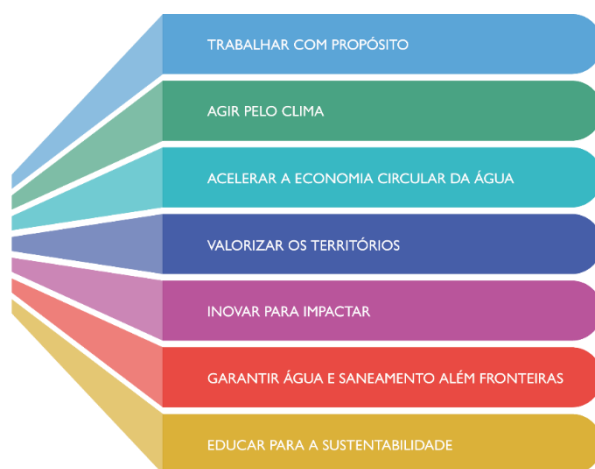 TRABALHAR COM PROPÓSITO
AGIR PELO CLIMA
ACELERAR A ECONOMIA CIRCULAR DA ÁGUA
VALORIZAR OS TERRITÓRIOS
INOVAR PARA IMPACTAR
GARANTIR ÁGUA E SANEAMENTO ALÉM FRONTEIRAS
EDUCAR PARA A SUSTENTABILIDADE